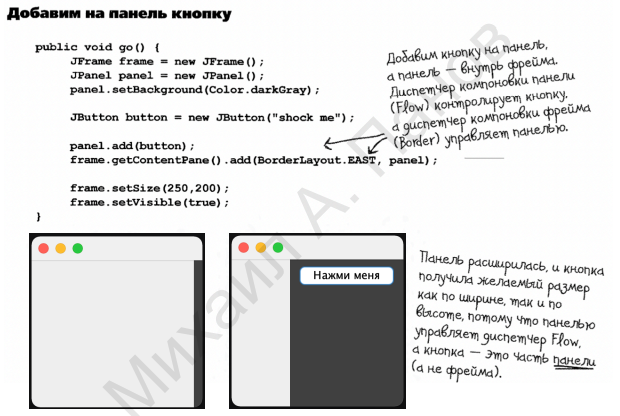 Добавим на панель кнопку
public void go() {
JFrame frame = new JFrame();
JPanel panel = new JPanel();
panel.setBackground(Color.darkGray);
JButton button = new JButton("shock me");
panel.add(button);
frame.getContentPane().add(BorderLayout.EAST, panel);
frame.setSize(250,200);
frame.setVisible(true);
}
Добавим кнопку на панель,
а панель — внутрь фрейма.
Диспетчер компоновки панели
(Flow) контролирует кнопку,
а диспетчер компоновки фрейма
(Border) управляет панелью.
Нажми меня
Панель расширилась, и кнопка
получила желаемый размер
как по ширине, так и по
высоте, потому что панелью
управляет диспетчер Flow,
а кнопка — это часть панели
(а не фрейма).
Михаил А. Панов